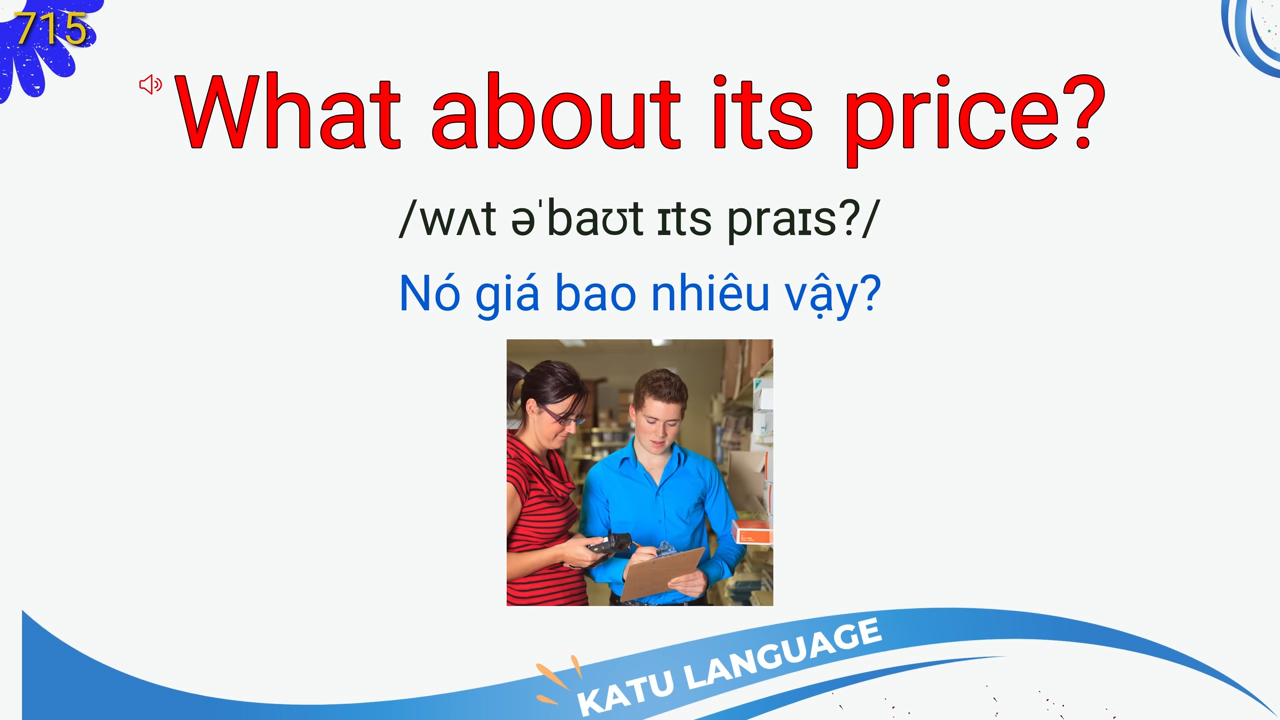 715
What about its price?
/wʌt əˈbaʊt ɪts praɪs?/
Nó giá bao nhiêu vậy?
KATU LANGUAGE